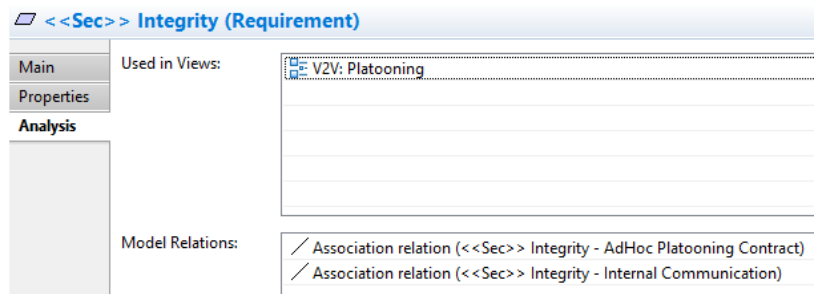 <<Sec>> Integrity (Requirement)
Main
Properties
Analysis
Used in Views:
V2V: Platooning
Model Relations:
Association relation (<<Sec>> Integrity - AdHoc Platooning Contract)
Association relation (<<Sec>> Integrity - Internal Communication)